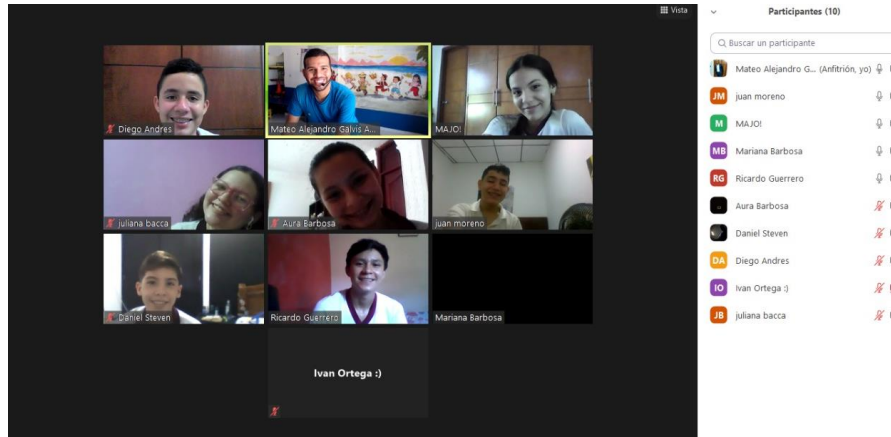 Vista
Diego Andres
Mateo Alejandro Galvis A...
MAJO!
juliana bacca
Aura Barbosa
juan moreno
Daniel Steven
Ricardo Guerrero
Mariana Barbosa
Ivan Ortega :)
Participantes (10)
Buscar un participante
Mateo Alejandro G... (Anfitrión, yo)
JM juan moreno
M MAJO!
MB Mariana Barbosa
RG Ricardo Guerrero
Aura Barbosa
Daniel Steven
DA Diego Andres
IO Ivan Ortega :)
JB juliana bacca